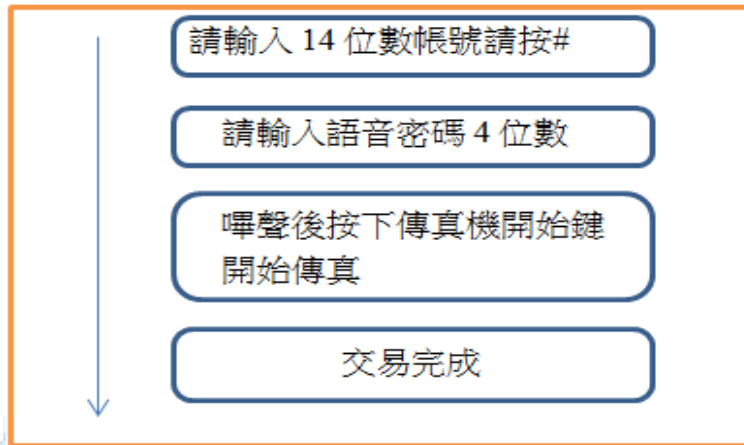 請輸入 14 位數帳號請按#
請輸入語音密碼 4 位數
嗶聲後按下傳真機開始鍵
開始傳真
交易完成